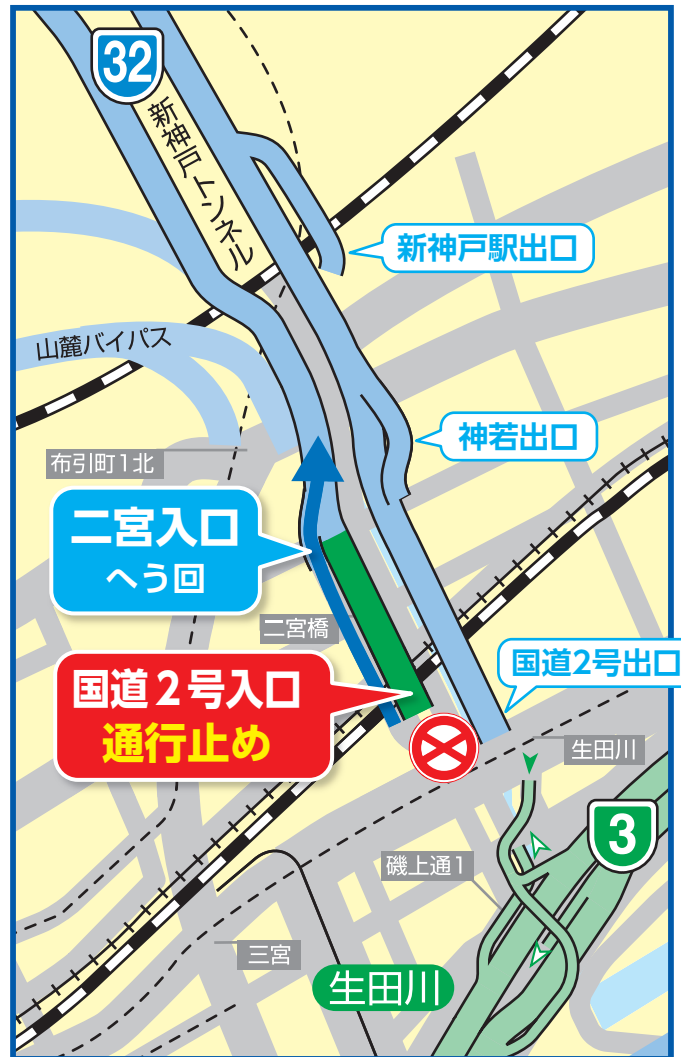 32
新神戸トンネル
新神戸駅出口
山麓バイパス
神若出口
布引町1北
二宮入口
へう回
二宮橋
国道2号出口
国道2号入口
通行止め
生田川
3
磯上通1
三宮
生田川